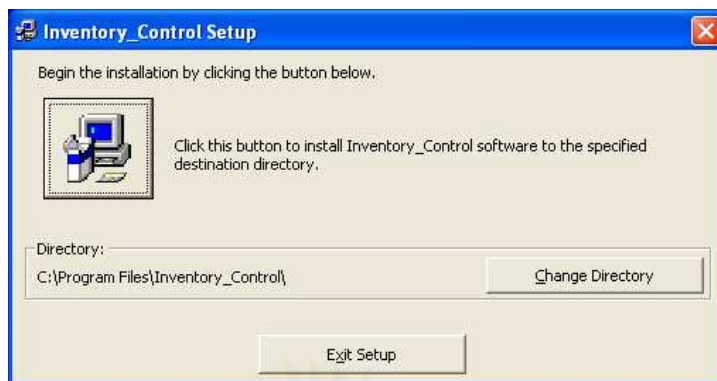 Inventory_Control Setup
Begin the installation by clicking the button below.
Click this button to install Inventory_Control software to the specified
destination directory.
Directory:
C:\Program Files\Inventory_Control\
Change Directory
Exit Setup